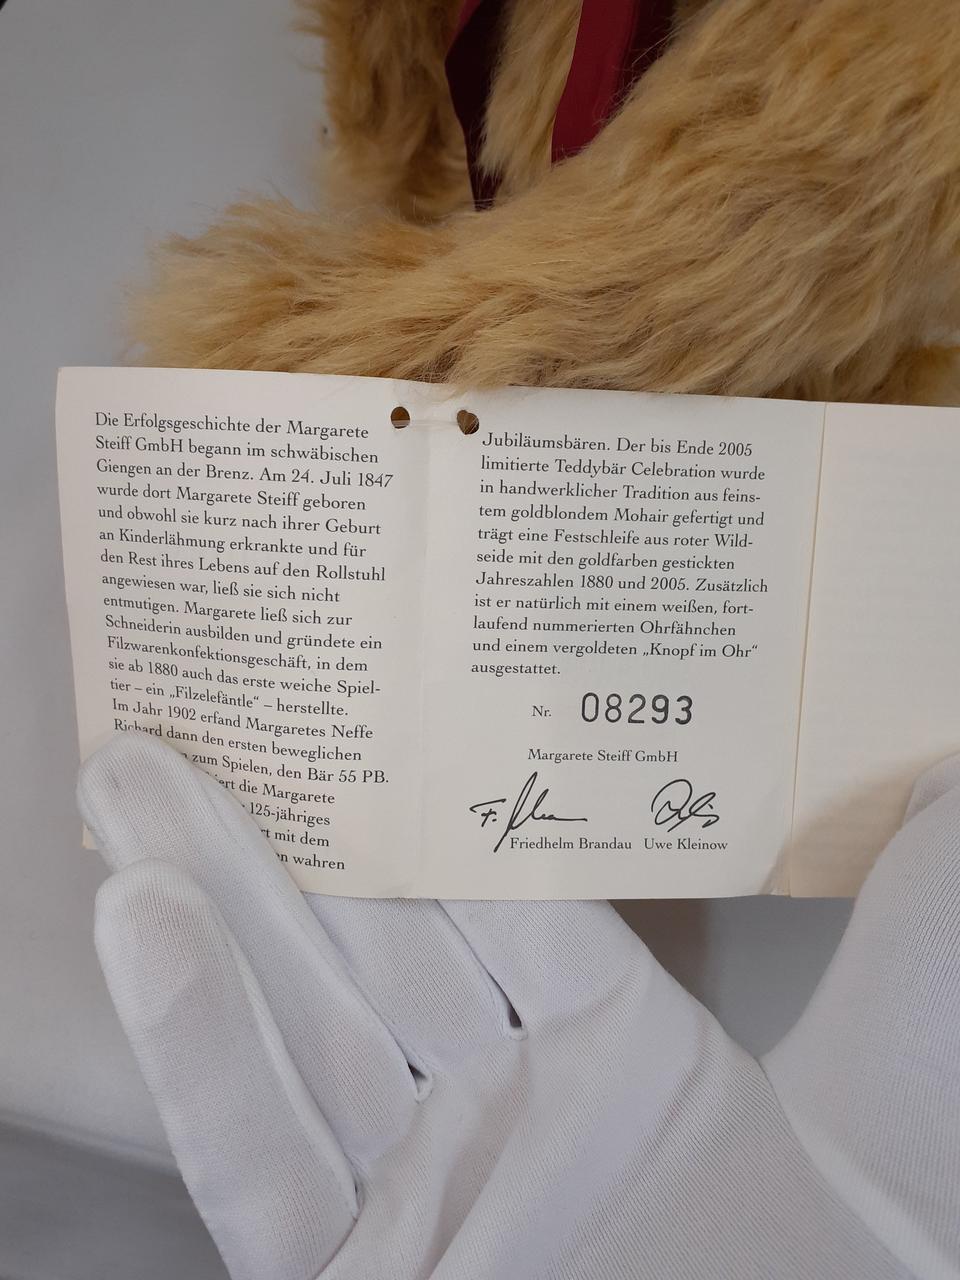 Die Erfolgsgeschichte der Margarete
Steiff GmbH begann im schwäbischen
Giengen an der Brenz. Am 24. Juli 1847
wurde dort Margarete Steiff geboren
und obwohl sie kurz nach ihrer Geburt
an Kinderlähmung erkrankte und für
den Rest ihres Lebens auf den Rollstuhl
angewiesen war, ließ sie sich nicht
entmutigen. Margarete ließ sich zur
Schneiderin ausbilden und gründete ein
Filzwarenkonfektionsgeschäft, in dem
sie ab 1880 auch das erste weiche Spiel-
tier – ein „Filzelefäntle“ – herstellte.
Im Jahr 1902 erfand Margaretes Neffe
Richard dann den ersten beweglichen
zum Spielen, den Bär 55 PB.
die Margarete
125-jähriges
mit dem
wahren
Jubiläumsbären. Der bis Ende 2005
limitierte Teddybär Celebration wurde
in handwerklicher Tradition aus feins-
tem goldblondem Mohair gefertigt und
trägt eine Festschleife aus roter Wild-
seide mit den goldfarben gestickten
Jahreszahlen 1880 und 2005. Zusätzlich
ist er natürlich mit einem weißen, fort-
laufend nummerierten Ohrfähnchen
und einem vergoldeten „Knopf im Ohr“
ausgestattet.
Nr. 08293
Margarete Steiff GmbH
Friedhelm Brandau Uwe Kleinow